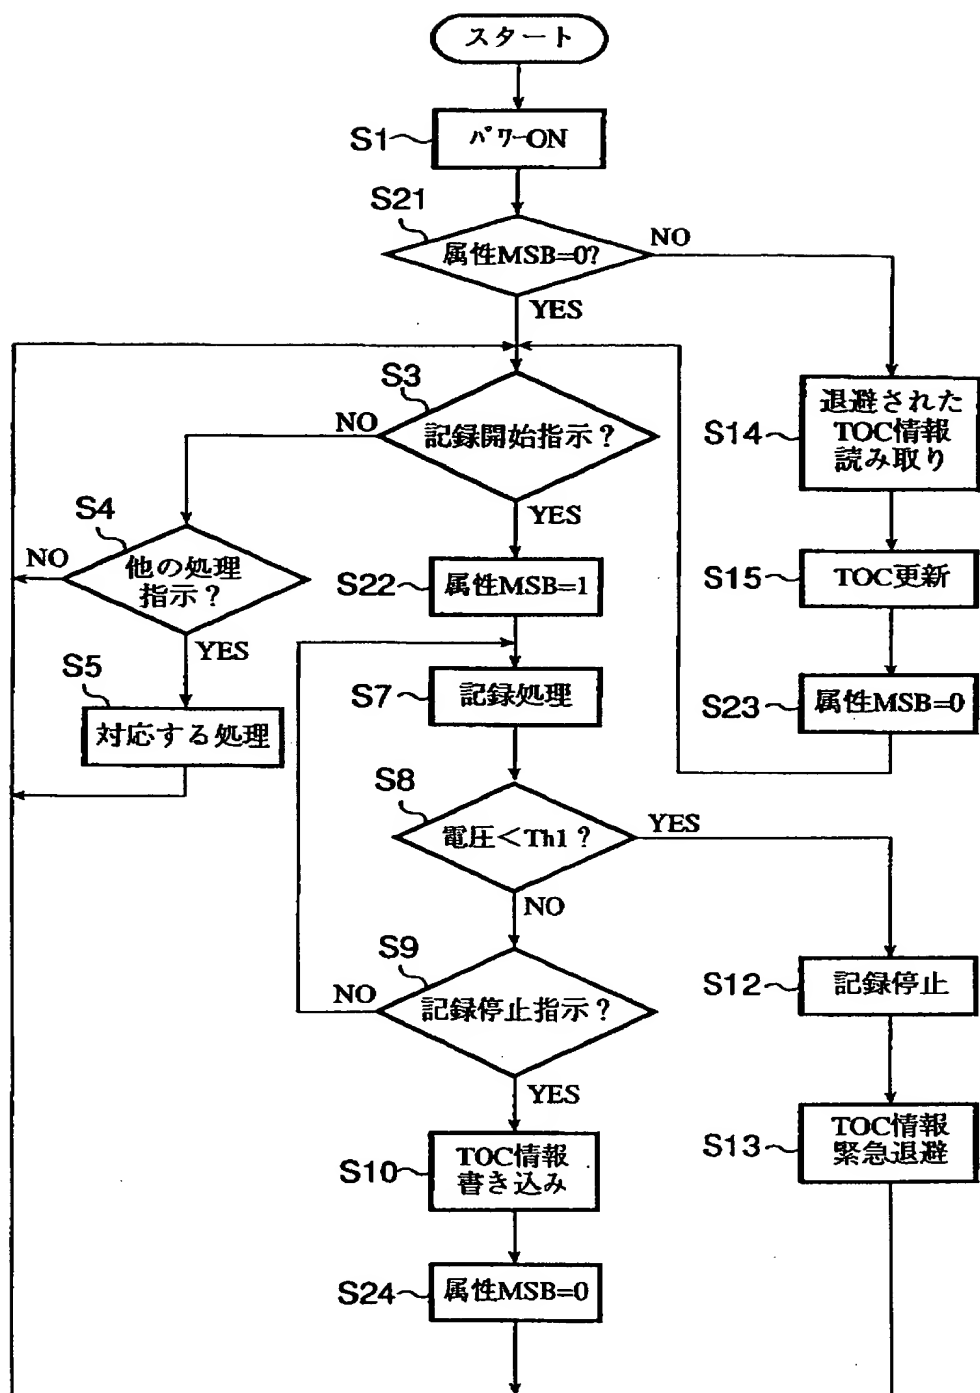 スタート
S1
パワーON
S21
属性MSB=0?
NO
YES
S3
NO
記録開始指示？
YES
退避された
TOC情報
読み取り
S14
S4
NO
他の処理
指示？
YES
S22
属性MSB=1
S15
TOC更新
S5
対応する処理
S7
記録処理
S23
属性MSB=0
S8
電圧＜Th1？
YES
NO
S9
NO
記録停止指示？
YES
S12
記録停止
S10
TOC情報
書き込み
S13
TOC情報
緊急退避
S24
属性MSB=0